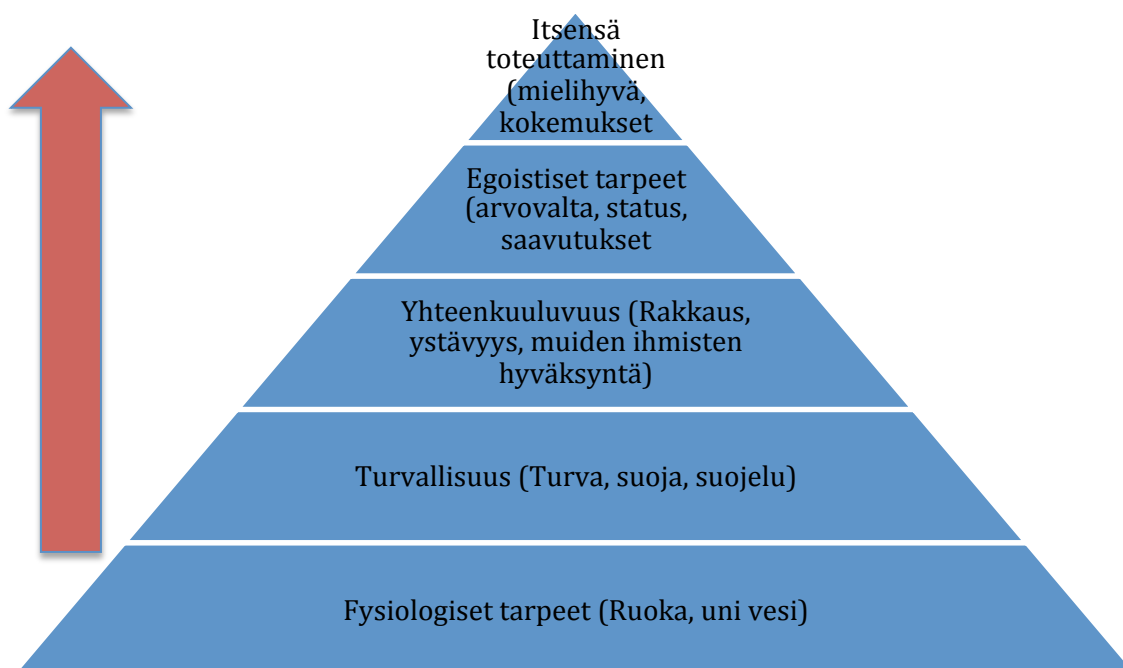 Itsensä
toteuttaminen
(mielihyvä,
kokemukset
Egoistiset tarpeet
(arvovalta, status,
saavutukset
Yhteenkuuluvuus (Rakkaus,
ystävyys, muiden ihmisten
hyväksyntä)
Turvallisuus (Turva, suoja, suojelu)
Fysiologiset tarpeet (Ruoka, uni vesi)